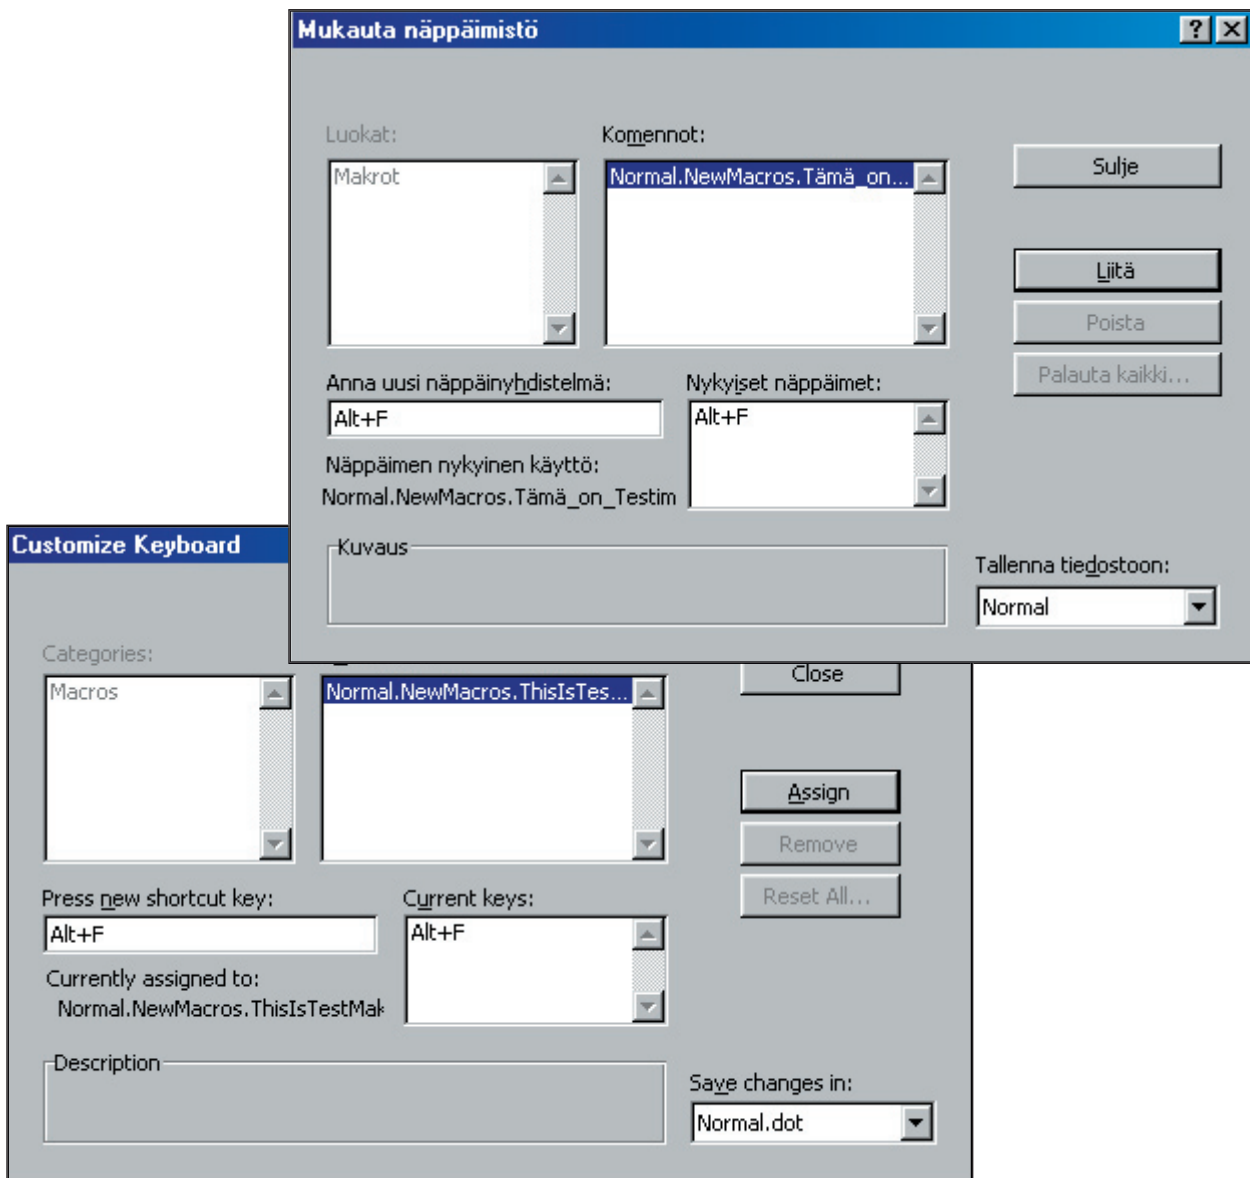 Mukauta näppäimistö
Luokat:
Komennot:
Makrot
Normal.NewMacros.Tämä_on...
Sulje
Liitä
Poista
Palauta kaikki...
Anna uusi näppäinyhdistelmä:
Nykyiset näppäimet:
Alt+F
Alt+F
Näppäimen nykyinen käyttö:
Normal.NewMacros.Tämä_on_Testim
Kuvaus
Tallenna tiedostoon:
Normal
Customize Keyboard
Categories:
Macros
Normal.NewMacros.ThisIsTes...
Close
Assign
Remove
Reset All...
Press new shortcut key:
Current keys:
Alt+F
Alt+F
Currently assigned to:
Normal.NewMacros.ThisIsTestMak
Description
Save changes in:
Normal.dot